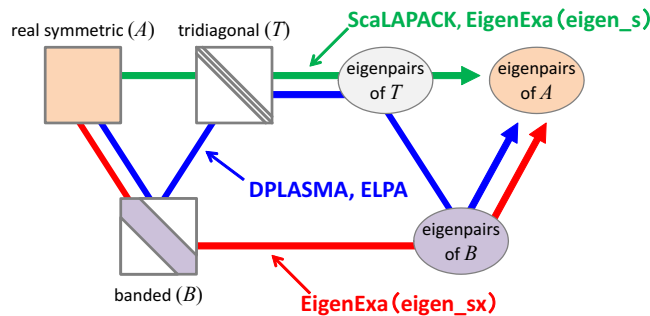 ScaLAPACK, EigenExa(eigen_s)
real symmetric (A)
tridiagonal (T)
eigenpairs
of T
eigenpairs
of A
DPLASMA, ELPA
eigenpairs
of B
banded (B)
EigenExa(eigen_sx)